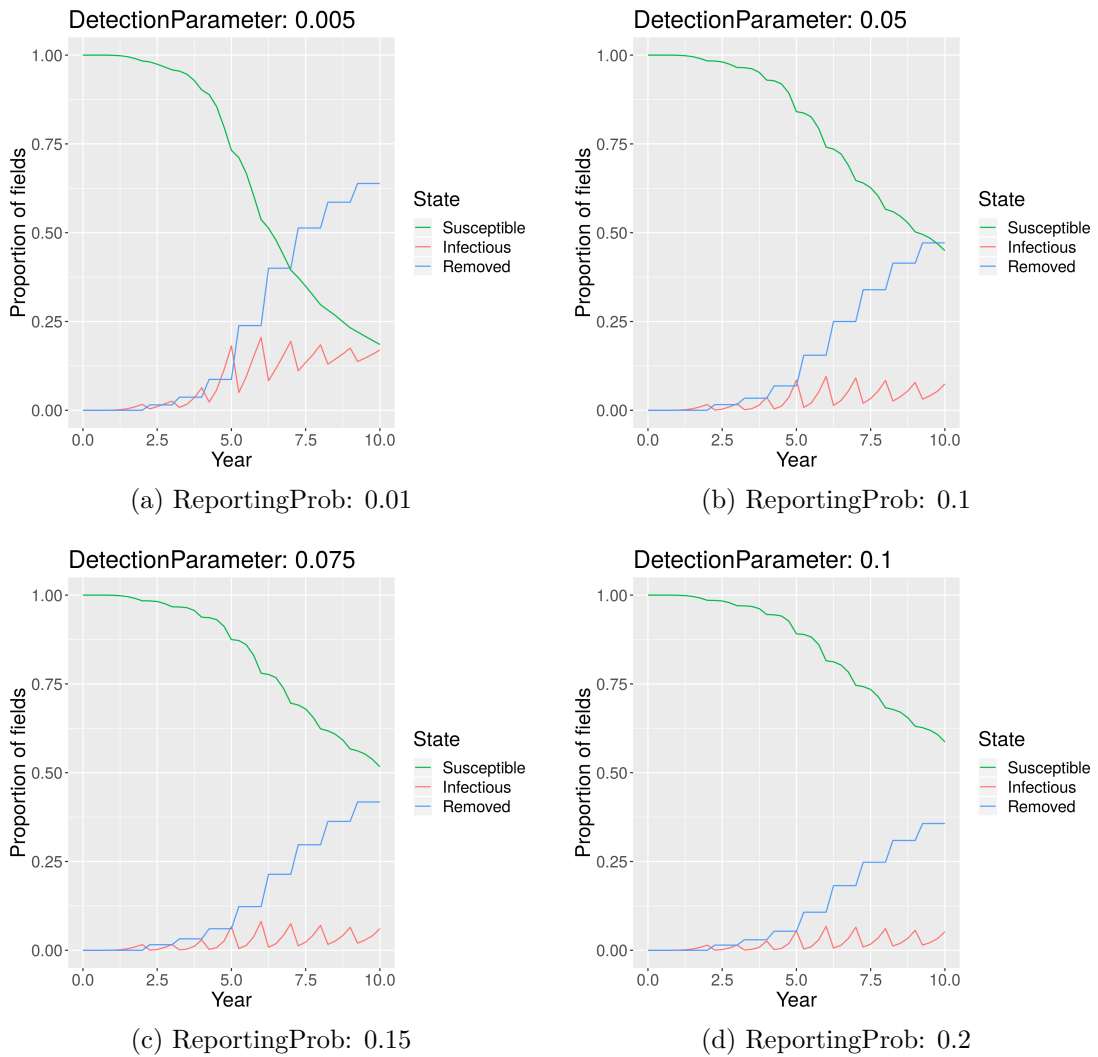 DetectionParameter: 0.005
1.00
0.75
0.50
0.25
0.00
Proportion of fields
0.0 2.5 5.0 7.5 10.0
Year
State
Susceptible
Infectious
Removed
(a) ReportingProb: 0.01
DetectionParameter: 0.05
1.00
0.75
0.50
0.25
0.00
Proportion of fields
0.0 2.5 5.0 7.5 10.0
Year
State
Susceptible
Infectious
Removed
(b) ReportingProb: 0.1
DetectionParameter: 0.075
1.00
0.75
0.50
0.25
0.00
Proportion of fields
0.0 2.5 5.0 7.5 10.0
Year
State
Susceptible
Infectious
Removed
(c) ReportingProb: 0.15
DetectionParameter: 0.1
1.00
0.75
0.50
0.25
0.00
Proportion of fields
0.0 2.5 5.0 7.5 10.0
Year
State
Susceptible
Infectious
Removed
(d) ReportingProb: 0.2